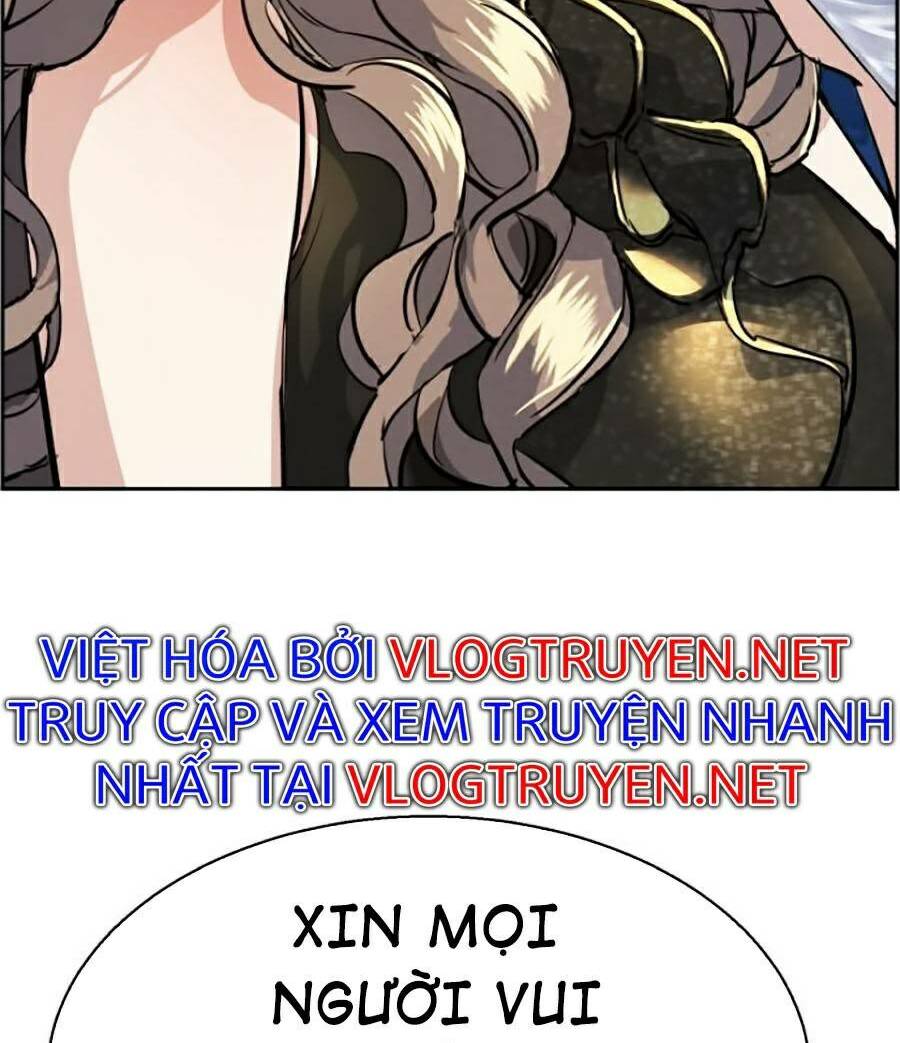 VIỆT HÓA BỞI VLOGTRUYEN.NET
TRUY CẬP VÀ XEM TRUYỆN NHANH
NHẤT TẠI VLOGTRUYEN.NET
XIN MỌI
NGƯỜI VUI